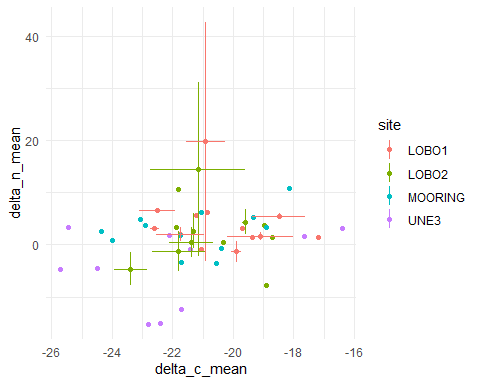 40
20
0
delta_n_mean
-26
-24
-22
-20
-18
-16
delta_c_mean
site
LOBO1
LOBO2
MOORING
UNE3